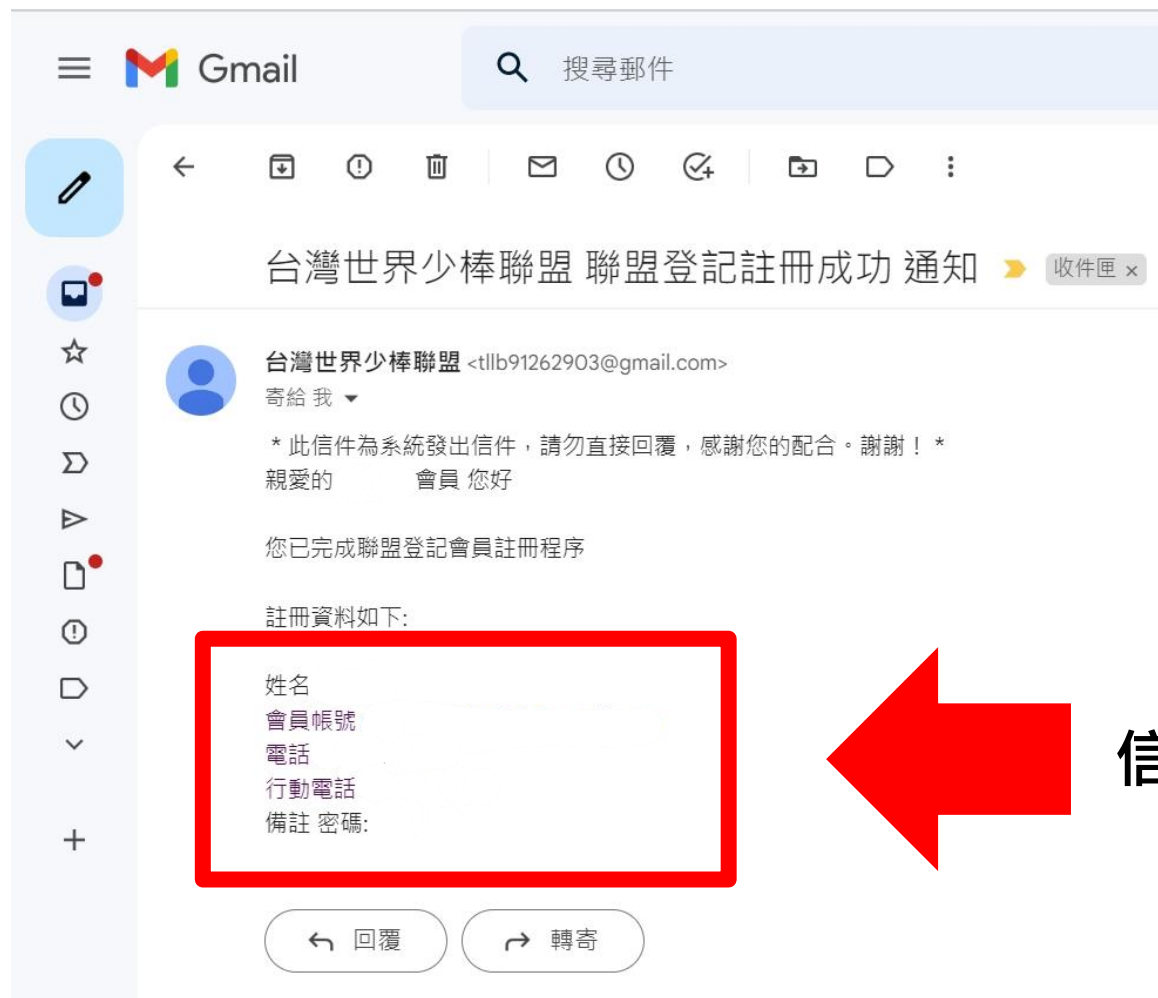 Gmail
搜尋郵件
台灣世界少棒聯盟 聯盟登記註冊成功 通知
收件匣 x
台灣世界少棒聯盟 <tllb91262903@gmail.com>
寄給 我
* 此信件為系統發出信件，請勿直接回覆，感謝您的配合。謝謝！*
親愛的 會員 您好
您已完成聯盟登記會員註冊程序
註冊資料如下:
姓名
會員帳號
電話
行動電話
備註 密碼:
信
回覆
轉寄